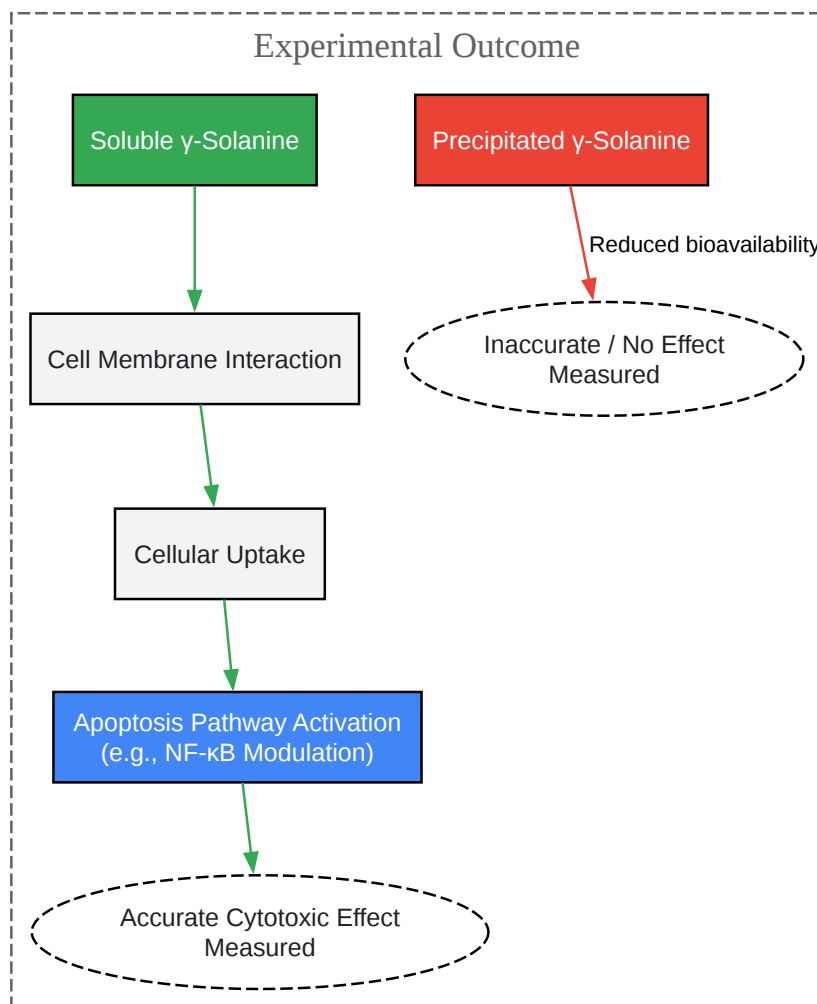 Experimental Outcome
Soluble γ-Solanine
Precipitated γ-Solanine
Reduced bioavailability
Cell Membrane Interaction
Inaccurate / No Effect
Measured
Cellular Uptake
Apoptosis Pathway Activation
(e.g., NF-κB Modulation)
Accurate Cytotoxic Effect
Measured